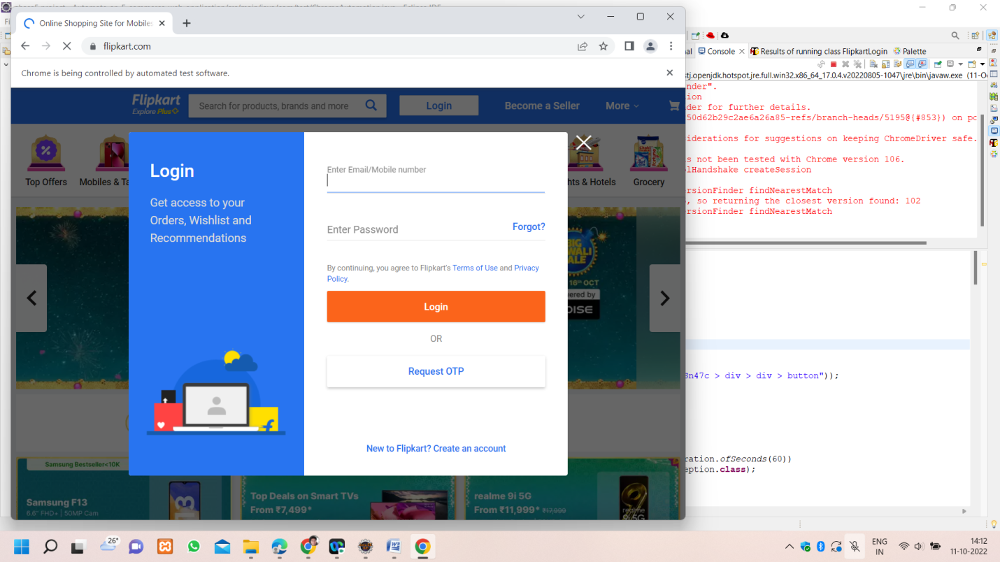 Online Shopping Site for Mobiles
flipkart.com
Chrome is being controlled by automated test software.
Flipkart
Explore Plus
Search for products, brands and more
Login
Become a Seller
More
Top Offers
Mobiles & Ta
hts & Hotels
Grocery
Login
Get access to your
Orders, Wishlist and
Recommendations
Enter Email/Mobile number
Enter Password
Forgot?
By continuing, you agree to Flipkart's Terms of Use and Privacy
Policy.
Login
OR
Request OTP
New to Flipkart? Create an account
BIG
16TH OCT
Samsung Bestseller<10K
Samsung F13
6.6" FHD+ | 50MP Cam
Top Deals on Smart TVs
From ₹7,499*
realme 9i 5G
From ₹11,999* ₹17,999
realme
9i 5G
al
Console
Results of running class FlipkartLogin
Palette
tj.openjdk.hotspot.jre.full.win32.x86_64_17.0.4.v20220805-1047\jre\bin\javaw.exe (11-O
nder".
ion
der for further details.
50d62b29c2ae6a26a85-refs/branch-heads/5195@{#853}) on po
iderations for suggestions on keeping ChromeDriver safe.
s not been tested with Chrome version 106.
olHandshake createSession
rsionFinder findNearestMatch
, so returning the closest version found: 102
rsionFinder findNearestMatch
n47c > div > div > button"));
ration.ofSeconds(60))
eption.class);
26°
ENG
IN
14:12
11-10-2022